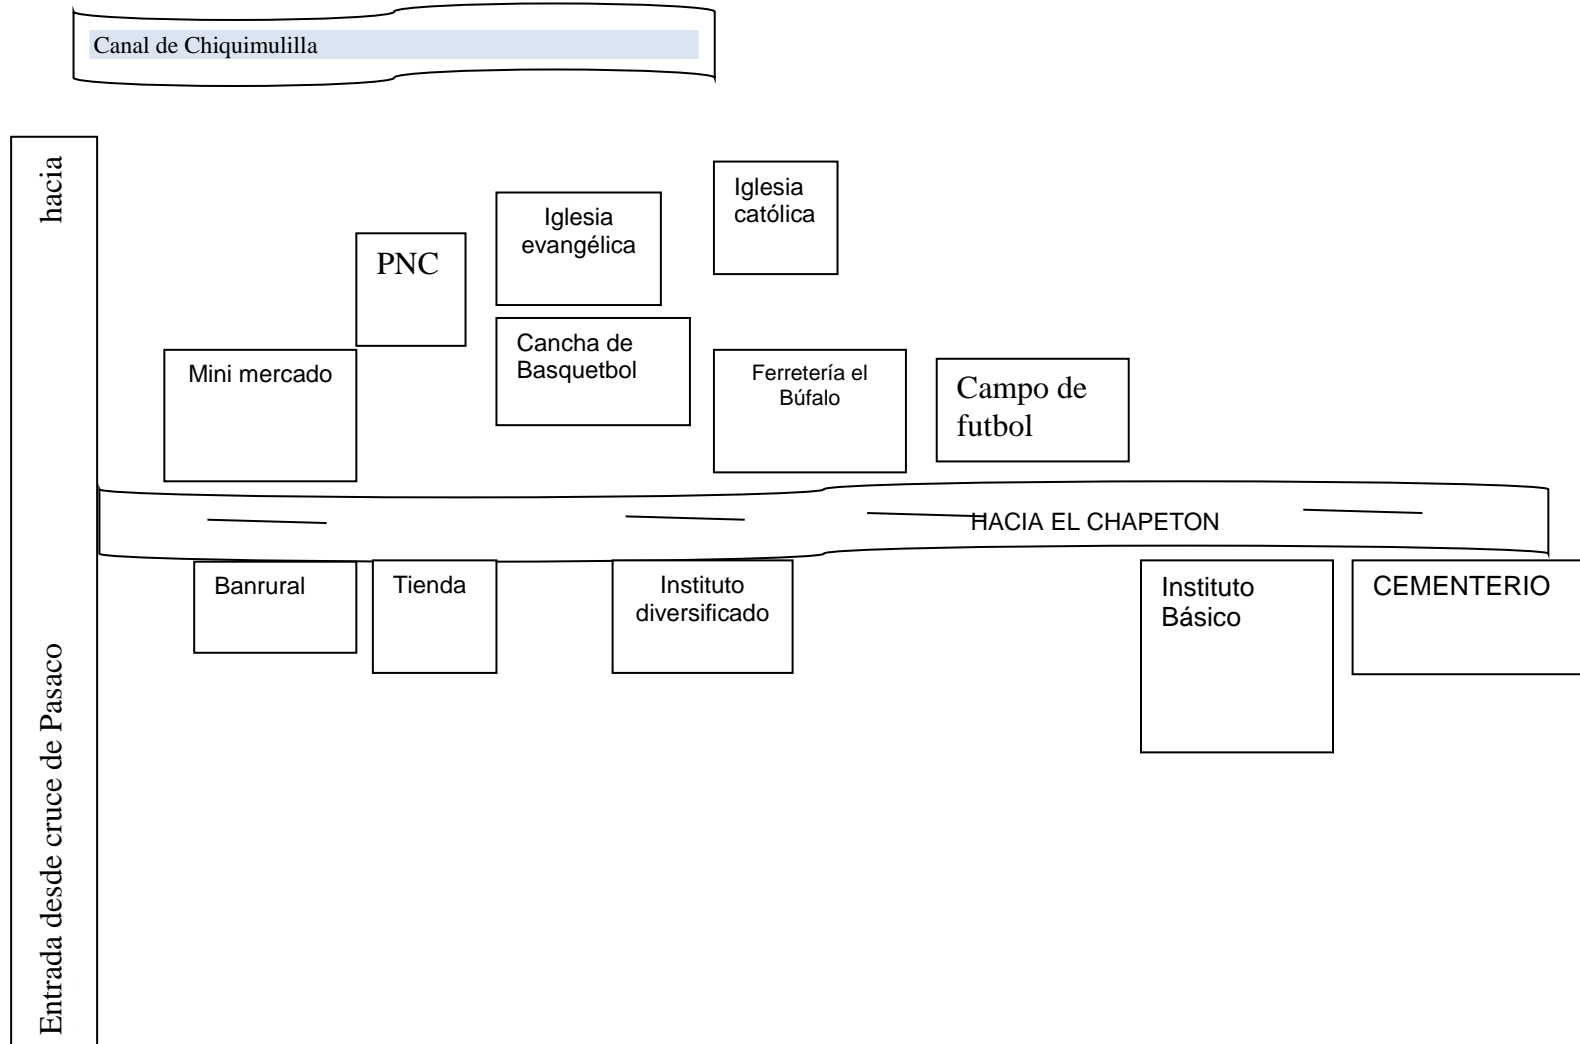 Canal de Chiquimulilla
Entrada desde cruce de Pasaco hacia
Iglesia
católica
Iglesia
evangélica
PNC
Cancha de
Basquetbol
Mini mercado
Ferretería el
Búfalo
Campo de
futbol
HACIA EL CHAPETON
Banrural
Tienda
Instituto
diversificado
Instituto
Básico
CEMENTERIO